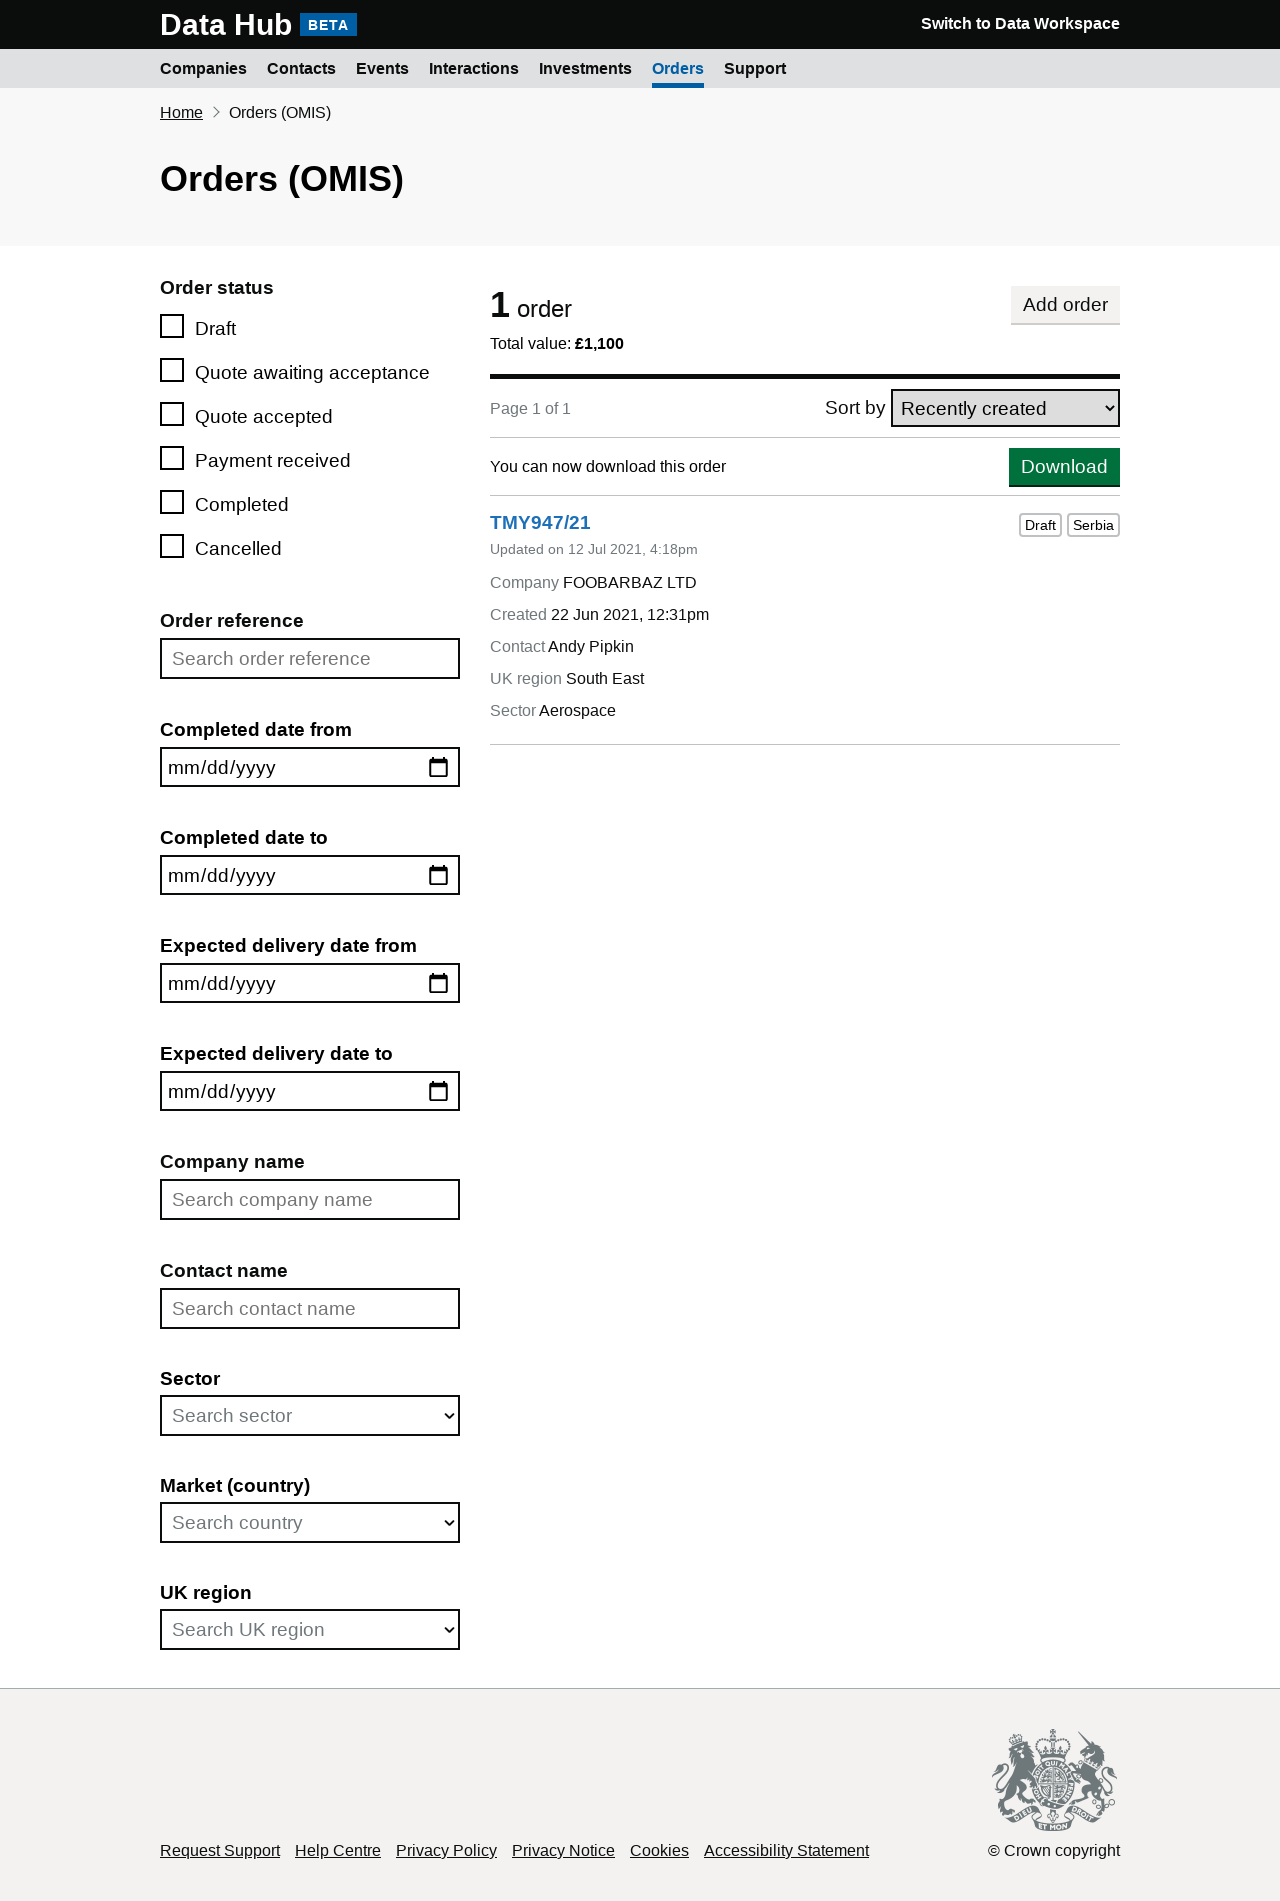 Data Hub BETA Switch to Data Workspace
Companies Contacts Events Interactions Investments Orders Support
Home Orders (OMIS)
Orders (OMIS)
Order status
Draft
Quote awaiting acceptance
Quote accepted
Payment received
Completed
Cancelled
Order reference
Search order reference
Completed date from
mm/dd/yyyy
Completed date to
mm/dd/yyyy
Expected delivery date from
mm/dd/yyyy
Expected delivery date to
mm/dd/yyyy
Company name
Search company name
Contact name
Search contact name
Sector
Search sector
Market (country)
Search country
UK region
Search UK region
1 order Add order
Total value: £1,100
Page 1 of 1 Sort by Recently created
You can now download this order Download
TMY947/21 Draft Serbia
Updated on 12 Jul 2021, 4:18pm
Company FOOBARBAZ LTD
Created 22 Jun 2021, 12:31pm
Contact Andy Pipkin
UK region South East
Sector Aerospace
Request Support Help Centre Privacy Policy Privacy Notice Cookies Accessibility Statement © Crown copyright